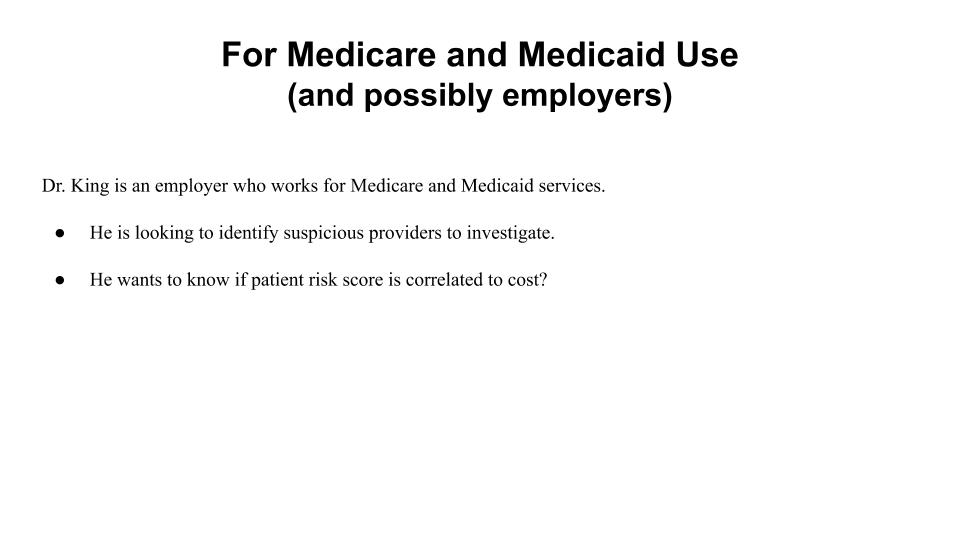 For Medicare and Medicaid Use
(and possibly employers)
Dr. King is an employer who works for Medicare and Medicaid services.
● He is looking to identify suspicious providers to investigate.
● He wants to know if patient risk score is correlated to cost?